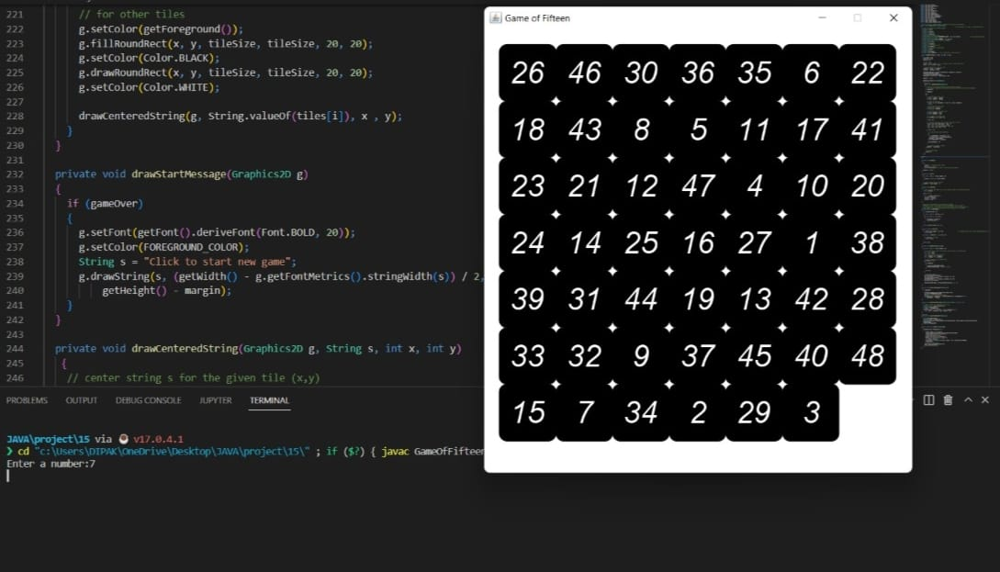 221 // for other tiles
222 g.setColor(getForeground());
223 g.fillRoundRect(x, y, tileSize, tileSize, 20, 20);
224 g.setColor(Color.BLACK);
225 g.drawRoundRect(x, y, tileSize, tileSize, 20, 20);
226 g.setColor(Color.WHITE);
227
228 drawCenteredString(g, String.valueOf(tiles[i]), x , y);
229 }
230 }
231
232 private void drawStartMessage(Graphics2D g)
233 {
234 if (gameOver)
235 {
236 g.setFont(getFont().deriveFont(Font.BOLD, 20));
237 g.setColor(FOREGROUND_COLOR);
238 String s = "Click to start new game";
239 g.drawString(s, (getWidth() - g.getFontMetrics().stringWidth(s)) / 2,
240 getHeight() - margin);
241 }
242 }
243
244 private void drawCenteredString(Graphics2D g, String s, int x, int y)
245 {
246 // center string s for the given tile (x,y)
Game of Fifteen
26 46 30 36 35 6 22
18 43 8 5 11 17 41
23 21 12 47 4 10 20
24 14 25 16 27 1 38
39 31 44 19 13 42 28
33 32 9 37 45 40 48
15 7 34 2 29 3
PROBLEMS OUTPUT DEBUG CONSOLE JUPYTER TERMINAL
JAVA\project\15 via v17.0.4.1
❯ cd "c:\Users\DIPAK\OneDrive\Desktop\JAVA\project\15\" ; if ($?) { javac GameOfFifteen
Enter a number:7